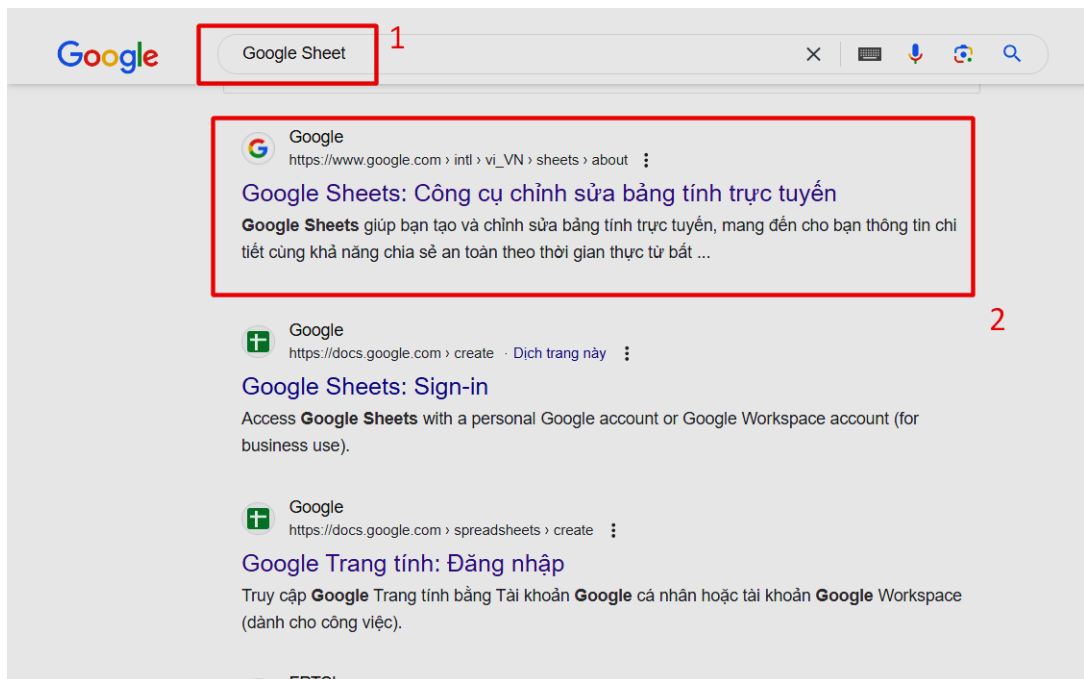 Google
Google Sheet
1
Google
https://www.google.com › intl › vi_VN › sheets › about
Google Sheets: Công cụ chỉnh sửa bảng tính trực tuyến
Google Sheets giúp bạn tạo và chỉnh sửa bảng tính trực tuyến, mang đến cho bạn thông tin chi
tiết cùng khả năng chia sẻ an toàn theo thời gian thực từ bất ...
2
Google
https://docs.google.com › create · Dịch trang này
Google Sheets: Sign-in
Access Google Sheets with a personal Google account or Google Workspace account (for
business use).
Google
https://docs.google.com › spreadsheets › create
Google Trang tính: Đăng nhập
Truy cập Google Trang tính bằng Tài khoản Google cá nhân hoặc tài khoản Google Workspace
(dành cho công việc).